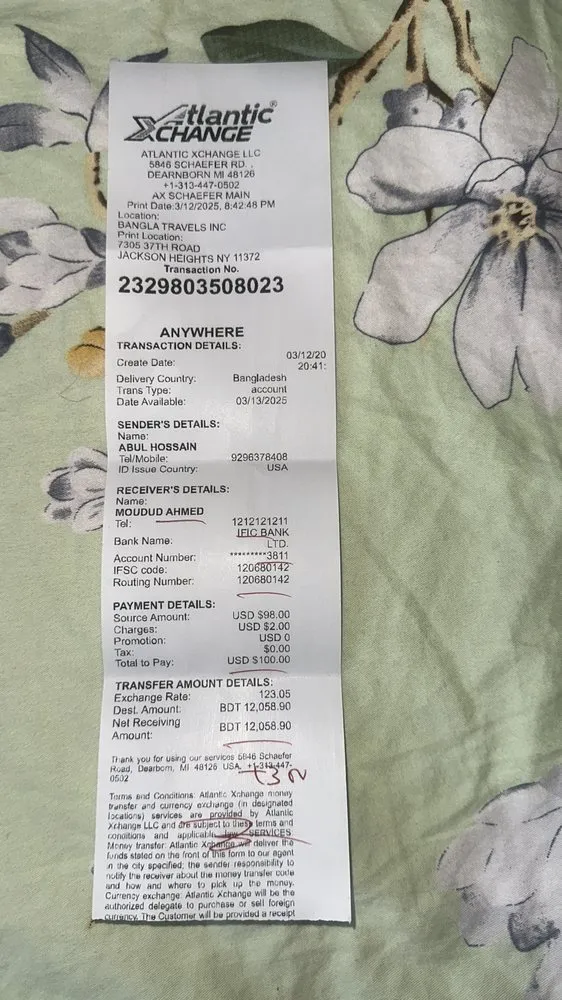 Atlantic®
XCHANGE
ATLANTIC XCHANGE LLC
5846 SCHAEFER RD. .
DEARNBORN MI 48126
+1-313-447-0502
AX SCHAEFER MAIN
Print Date:3/12/2025, 8:42:48 PM
Location:
BANGLA TRAVELS INC
Print Location:
7305 37TH ROAD
JACKSON HEIGHTS NY 11372
Transaction No.
2329803508023
ANYWHERE
TRANSACTION DETAILS:
Create Date: 03/12/20
20:41:
Delivery Country: Bangladesh
Trans Type: account
Date Available: 03/13/2025
SENDER'S DETAILS:
Name:
ABUL HOSSAIN
Tel/Mobile: 9296378408
ID Issue Country: USA
RECEIVER'S DETAILS:
Name:
MOUDUD AHMED
Tel: 1212121211
Bank Name: IFIC BANK
LTD.
Account Number: *********3811
IFSC code: 120680142
Routing Number: 120680142
PAYMENT DETAILS:
Source Amount: USD $98.00
Charges: USD $2.00
Promotion: USD 0
Tax: $0.00
Total to Pay: USD $100.00
TRANSFER AMOUNT DETAILS:
Exchange Rate: 123.05
Dest. Amount: BDT 12,058.90
Net Receiving
Amount: BDT 12,058.90
Thank you for using our services 5846 Schaefer
Road, Dearborn, MI 48126 USA, +1-313-447-
0502
Terms and Conditions: Atlantic Xchange money
transfer and currency exchange (in designated
locations) services are provided by Atlantic
Xchange LLC and are subject to these terms and
conditions and applicable law SERVICES
Money transfer: Atlantic Xchange will deliver the
funds stated on the front of this form to our agent
in the city specified; the sender responsibility to
notify the receiver about the money transfer code
and how and where to pick up the money.
Currency exchange: Atlantic Xchange will be the
authorized delegate to purchase or sell foreign
currency. The Customer will be provided a receipt